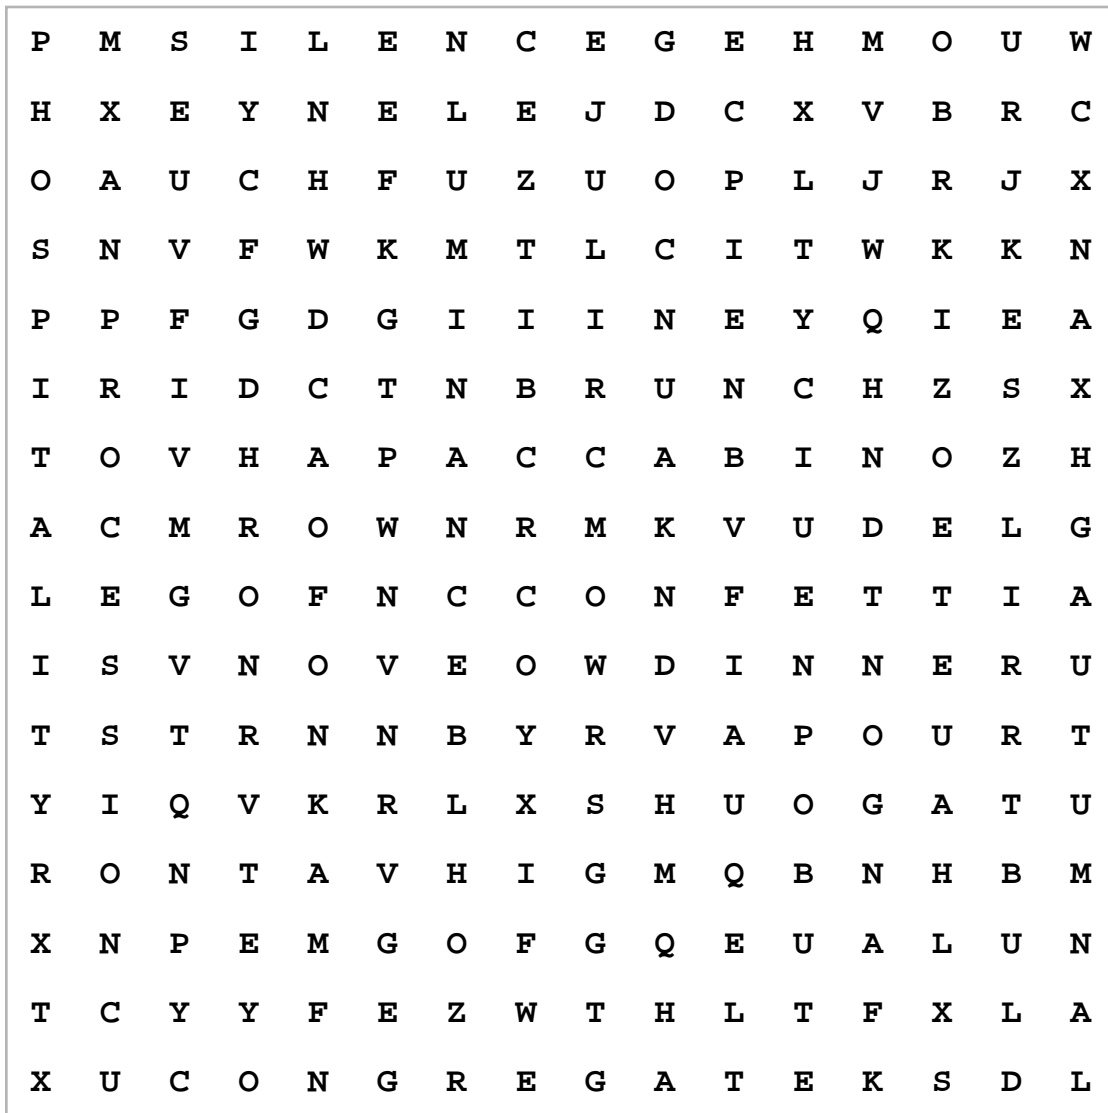 P M S I L E N C E G E H M O U W
H X E Y N E L E J D C X V B R C
O A U C H F U Z U O P L J R J X
S N V F W K M T L C I T W K K N
P P F G D G I I I N E Y Q I E A
I R I D C T N B R U N C H Z S X
T O V H A P A C C A B I N O Z H
A C M R O W N R M K V U D E L G
L E G O F N C C O N F E T T I A
I S V N O V E O W D I N N E R U
T S T R N N B Y R V A P O U R T
Y I Q V K R L X S H U O G A T U
R O N T A V H I G M Q B N H B M
X N P E M G O F G Q E U A L U N
T C Y Y F E Z W T H L T F X L A
X U C O N G R E G A T E K S D L